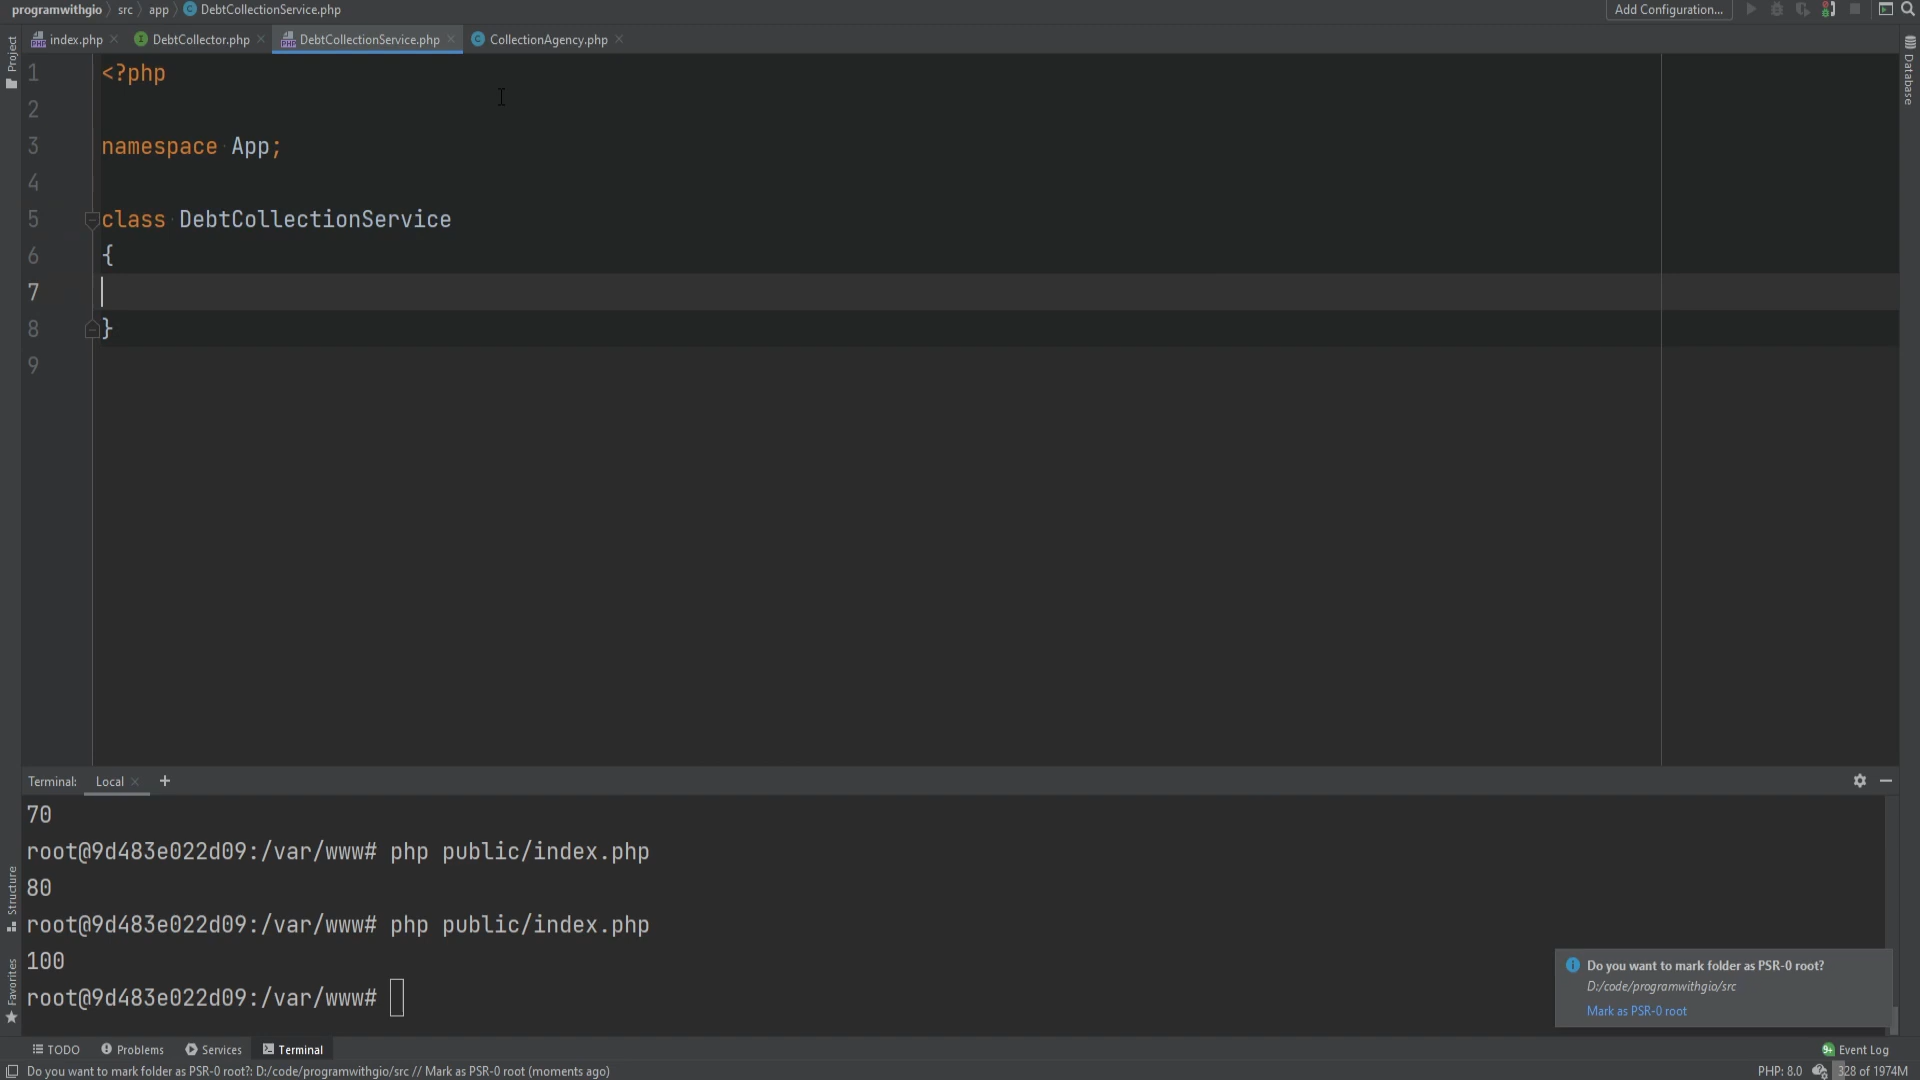 programwithgio src app DebtCollectionService.php Add Configuration...
index.php DebtCollector.php DebtCollectionService.php CollectionAgency.php
Project
Database
1 <?php
2
3 namespace App;
4
5 class DebtCollectionService
6 {
7
8 }
9
Terminal: Local
70
root@9d483e022d09:/var/www# php public/index.php
80
root@9d483e022d09:/var/www# php public/index.php
100
root@9d483e022d09:/var/www#
Structure
Favorites
Do you want to mark folder as PSR-0 root?
D:/code/programwithgio/src
Mark as PSR-0 root
TODO Problems Services Terminal 9+ Event Log
Do you want to mark folder as PSR-0 root?: D:/code/programwithgio/src // Mark as PSR-0 root (moments ago) PHP: 8.0 328 of 1974M